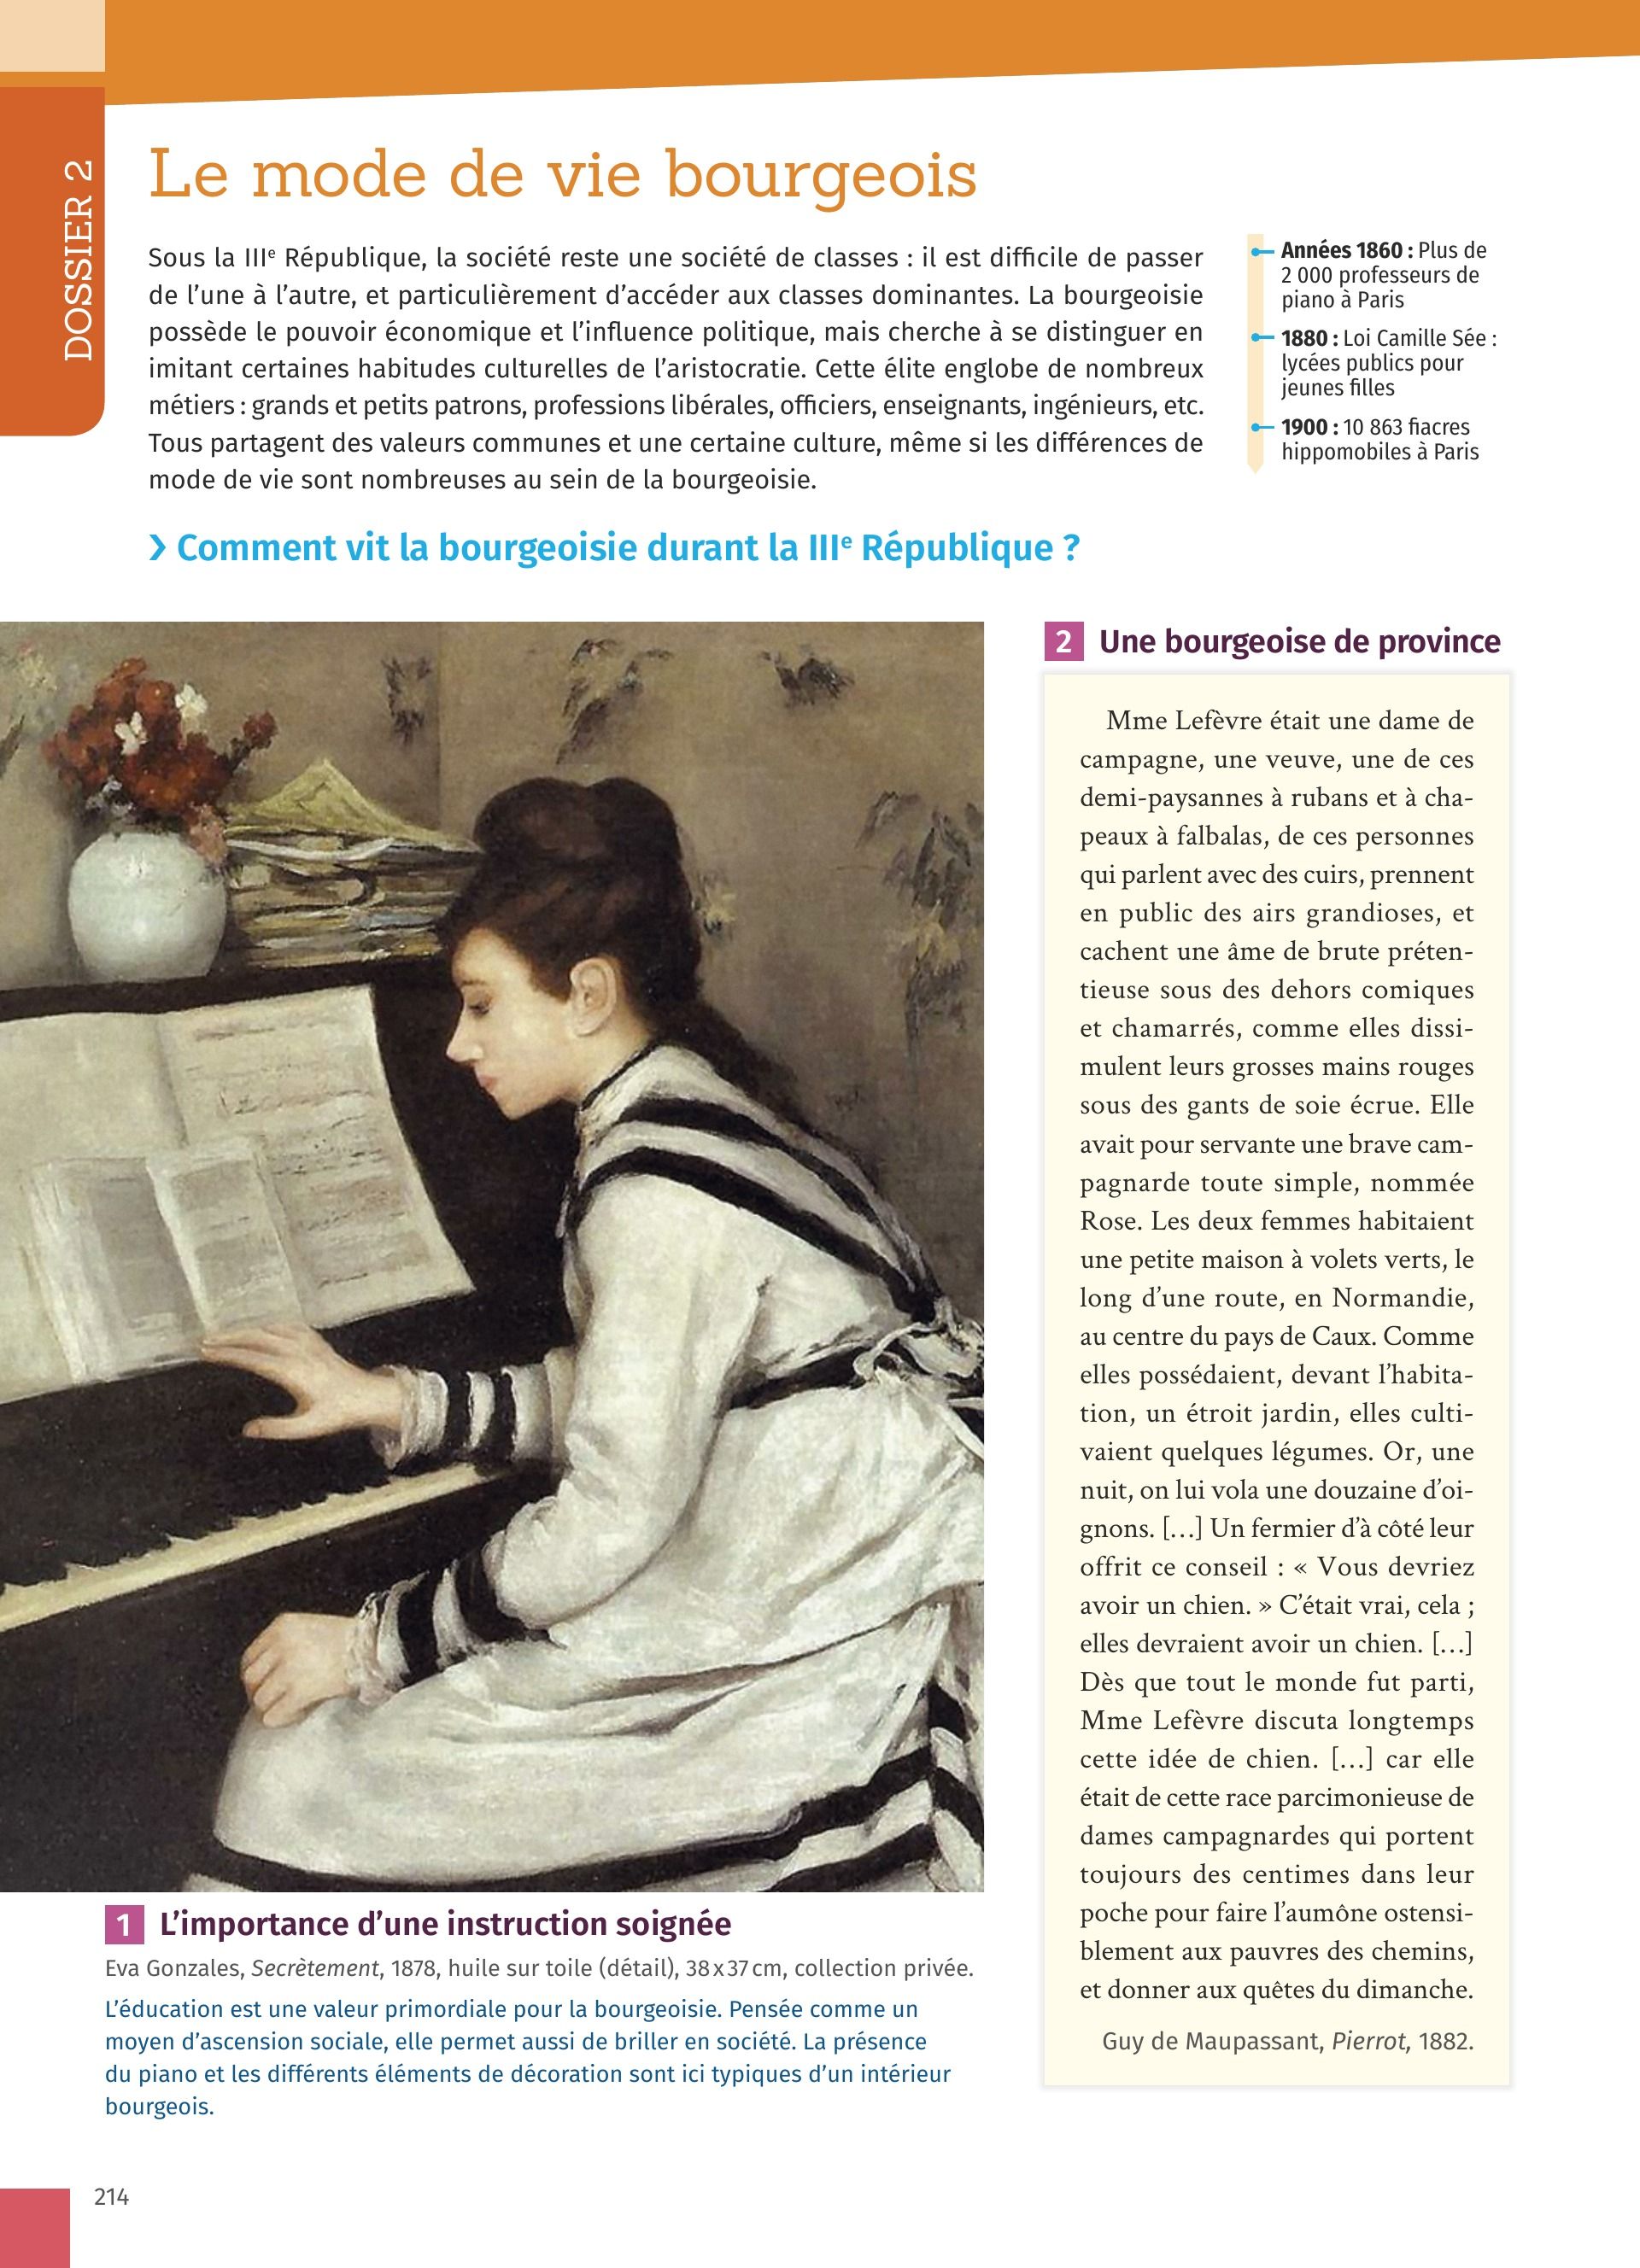 DOSSIER 2
Le mode de vie bourgeois
Sous la IIIe République, la société reste une société de classes : il est difficile de passer
de l’une à l’autre, et particulièrement d’accéder aux classes dominantes. La bourgeoisie
possède le pouvoir économique et l’influence politique, mais cherche à se distinguer en
imitant certaines habitudes culturelles de l’aristocratie. Cette élite englobe de nombreux
métiers : grands et petits patrons, professions libérales, officiers, enseignants, ingénieurs, etc.
Tous partagent des valeurs communes et une certaine culture, même si les différences de
mode de vie sont nombreuses au sein de la bourgeoisie.
Années 1860 : Plus de
2 000 professeurs de
piano à Paris
1880 : Loi Camille Sée :
lycées publics pour
jeunes filles
1900 : 10 863 fiacres
hippomobiles à Paris
› Comment vit la bourgeoisie durant la IIIe République ?
1 L’importance d’une instruction soignée
Eva Gonzales, Secrètement, 1878, huile sur toile (détail), 38 x 37 cm, collection privée.
L’éducation est une valeur primordiale pour la bourgeoisie. Pensée comme un
moyen d’ascension sociale, elle permet aussi de briller en société. La présence
du piano et les différents éléments de décoration sont ici typiques d’un intérieur
bourgeois.
2 Une bourgeoise de province
Mme Lefèvre était une dame de
campagne, une veuve, une de ces
demi-paysannes à rubans et à cha-
peaux à falbalas, de ces personnes
qui parlent avec des cuirs, prennent
en public des airs grandioses, et
cachent une âme de brute préten-
tieuse sous des dehors comiques
et chamarrés, comme elles dissi-
mulent leurs grosses mains rouges
sous des gants de soie écrue. Elle
avait pour servante une brave cam-
pagnarde toute simple, nommée
Rose. Les deux femmes habitaient
une petite maison à volets verts, le
long d’une route, en Normandie,
au centre du pays de Caux. Comme
elles possédaient, devant l’habita-
tion, un étroit jardin, elles culti-
vaient quelques légumes. Or, une
nuit, on lui vola une douzaine d’oi-
gnons. […] Un fermier d’à côté leur
offrit ce conseil : « Vous devriez
avoir un chien. » C’était vrai, cela ;
elles devraient avoir un chien. […]
Dès que tout le monde fut parti,
Mme Lefèvre discuta longtemps
cette idée de chien. […] car elle
était de cette race parcimonieuse de
dames campagnardes qui portent
toujours des centimes dans leur
poche pour faire l’aumône ostensi-
blement aux pauvres des chemins,
et donner aux quêtes du dimanche.
Guy de Maupassant, Pierrot, 1882.
214